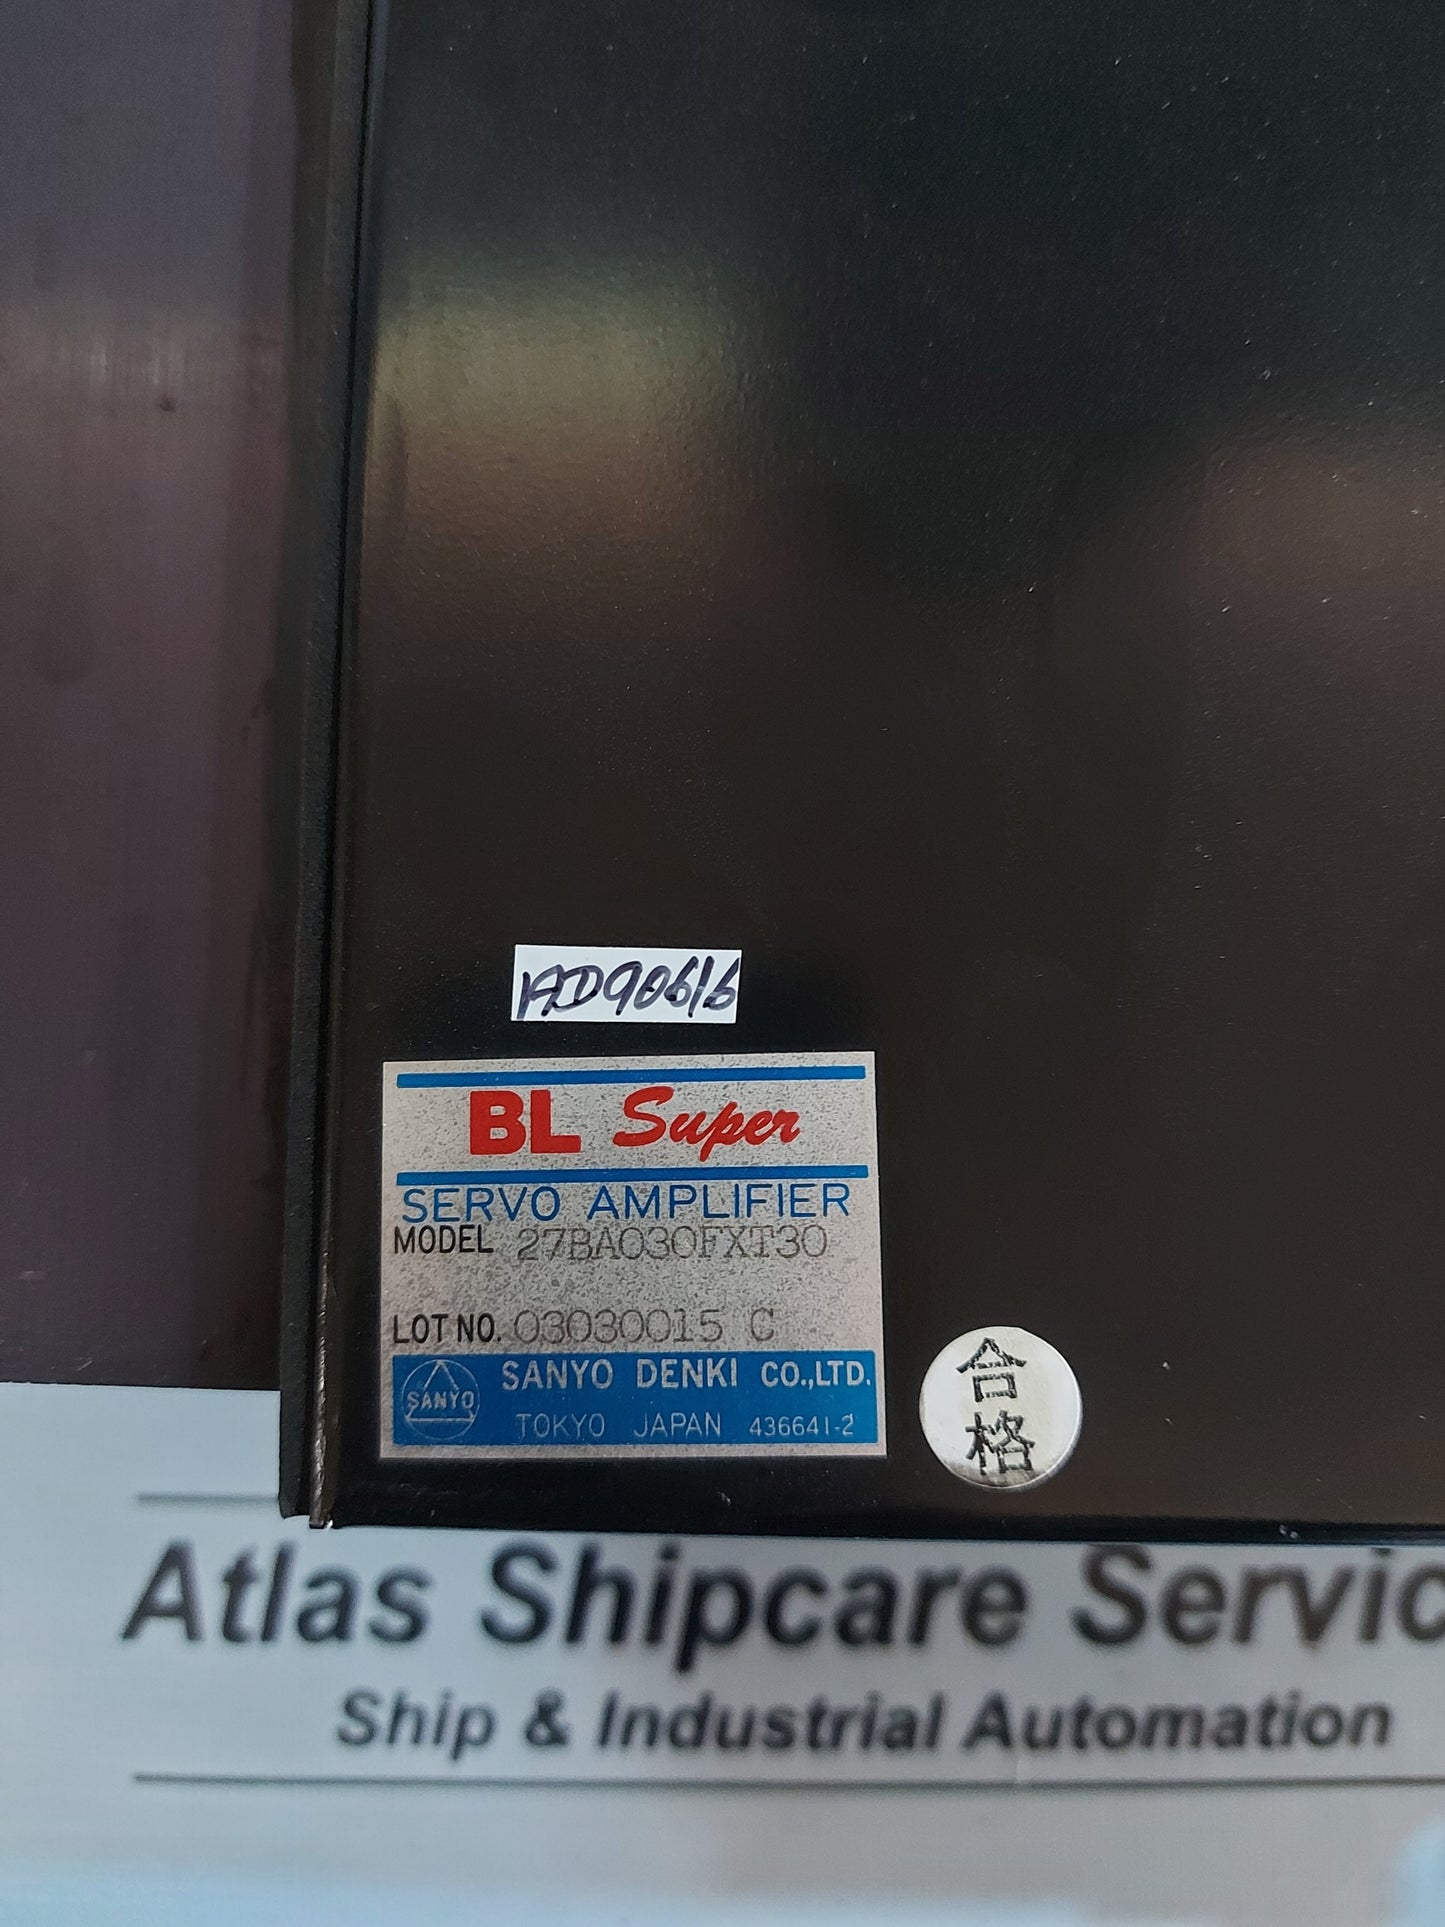 AD90616
BL Super
SERVO AMPLIFIER
MODEL 27BA030FXT30
LOT NO. 03030015 C
SANYO
SANYO DENKI CO.,LTD.
TOKYO JAPAN 436641-2
合
格
Atlas Shipcare Servic
Ship & Industrial Automation